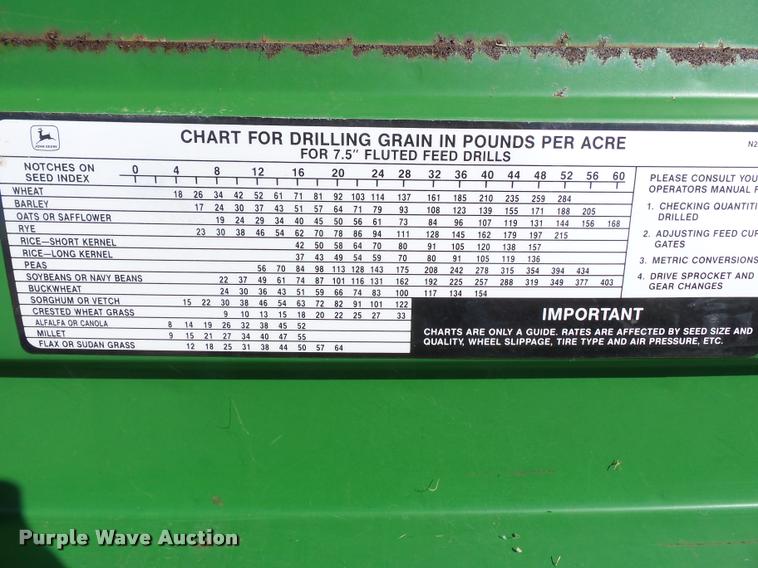 JOHN DEERE
CHART FOR DRILLING GRAIN IN POUNDS PER ACRE
FOR 7.5" FLUTED FEED DRILLS
N2
NOTCHES ON
SEED INDEX
0 4 8 12 16 20 24 28 32 36 40 44 48 52 56 60
WHEAT 18 26 34 42 52 61 71 81 92 103 114 137 161 185 210 235 259 284
BARLEY 17 24 30 37 43 51 57 64 71 79 93 108 123 139 155 171 188 205
OATS OR SAFFLOWER 19 24 29 34 40 45 50 56 61 73 84 96 107 119 131 144 156 168
RYE 23 30 38 46 54 62 70 78 86 94 111 128 145 162 179 197 215
RICE-SHORT KERNEL 42 50 58 64 70 80 91 105 120 138 157
RICE-LONG KERNEL 37 43 49 54 59 70 80 91 105 119 136
PEAS 56 70 84 98 113 128 143 175 208 242 278 315 354 394 434
SOYBEANS OR NAVY BEANS 22 37 49 61 74 87 101 116 131 162 192 225 257 288 319 349 377 403
BUCKWHEAT 24 30 36 43 51 59 66 74 83 100 117 134 154
SORGHUM OR VETCH 15 22 30 38 46 54 63 72 82 91 102 122
CRESTED WHEAT GRASS 9 10 13 15 18 20 22 25 27 33
ALFALFA OR CANOLA 8 14 19 26 32 38 45 52
MILLET 9 15 21 27 34 40 47 55
FLAX OR SUDAN GRASS 12 18 25 31 38 44 50 57 64
PLEASE CONSULT YOU
OPERATORS MANUAL F
1. CHECKING QUANTITI
DRILLED
2. ADJUSTING FEED CUP
GATES
3. METRIC CONVERSIONS
4. DRIVE SPROCKET AND
GEAR CHANGES
IMPORTANT
CHARTS ARE ONLY A GUIDE. RATES ARE AFFECTED BY SEED SIZE AND
QUALITY, WHEEL SLIPPAGE, TIRE TYPE AND AIR PRESSURE, ETC.
Purple Wave Auction